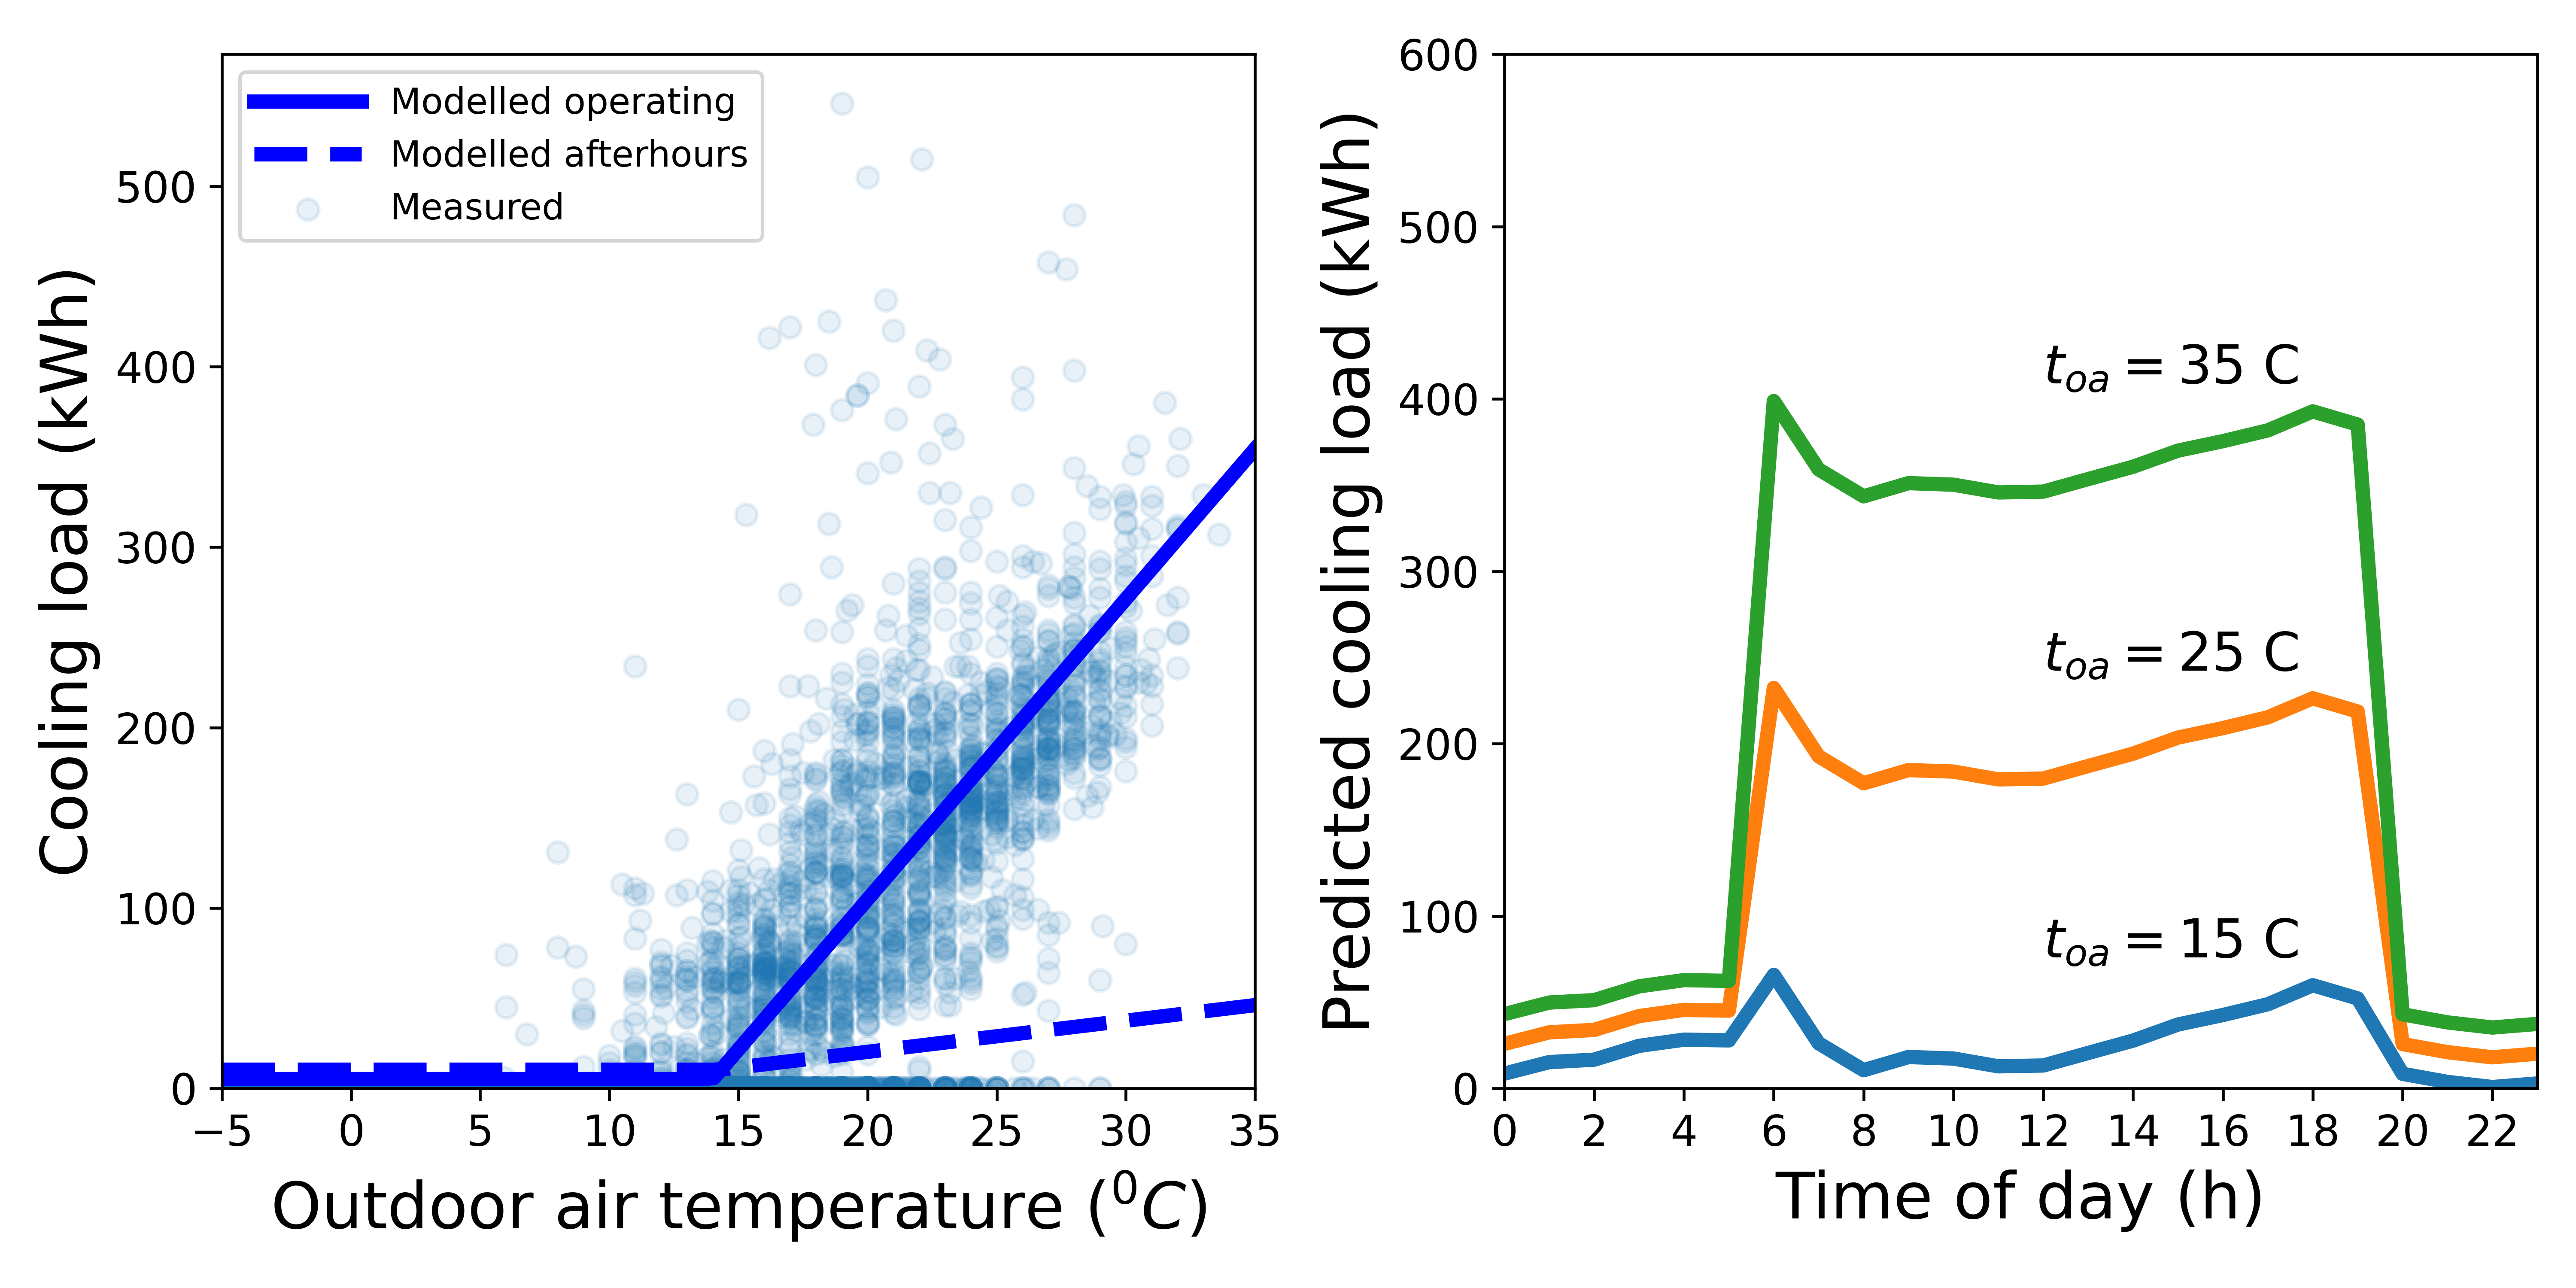 Modelled operating
Modelled afterhours
Measured
Cooling load (kWh)
500
400
300
200
100
0
−5 0 5 10 15 20 25 30 35
Outdoor air temperature (⁰C)
Predicted cooling load (kWh)
600
500
400
300
200
100
0
t_oa = 35 C
t_oa = 25 C
t_oa = 15 C
0 2 4 6 8 10 12 14 16 18 20 22
Time of day (h)